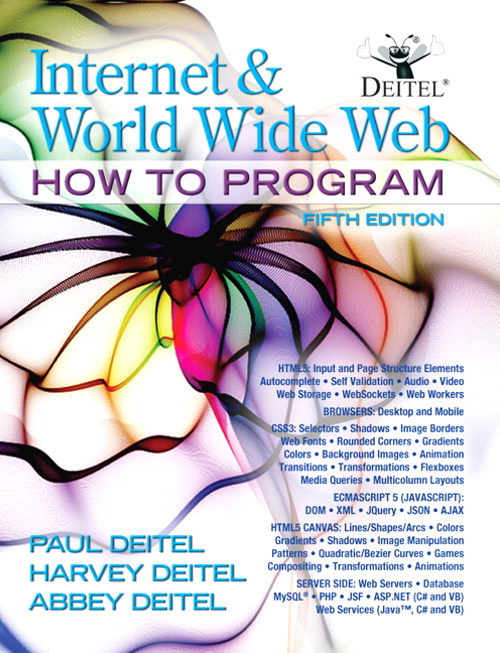 Internet &
World Wide Web
HOW TO PROGRAM
FIFTH EDITION
®
DEITEL®
HTML5: Input and Page Structure Elements
Autocomplete • Self Validation • Audio • Video
Web Storage • WebSockets • Web Workers
BROWSERS: Desktop and Mobile
CSS3: Selectors • Shadows • Image Borders
Web Fonts • Rounded Corners • Gradients
Colors • Background Images • Animation
Transitions • Transformations • Flexboxes
Media Queries • Multicolumn Layouts
ECMASCRIPT 5 (JAVASCRIPT):
DOM • XML • JQuery • JSON • AJAX
HTML5 CANVAS: Lines/Shapes/Arcs • Colors
Gradients • Shadows • Image Manipulation
Patterns • Quadratic/Bezier Curves • Games
Compositing • Transformations • Animations
SERVER SIDE: Web Servers • Database
MySQL® • PHP • JSF • ASP.NET (C# and VB)
Web Services (Java™, C# and VB)
PAUL DEITEL
HARVEY DEITEL
ABBEY DEITEL